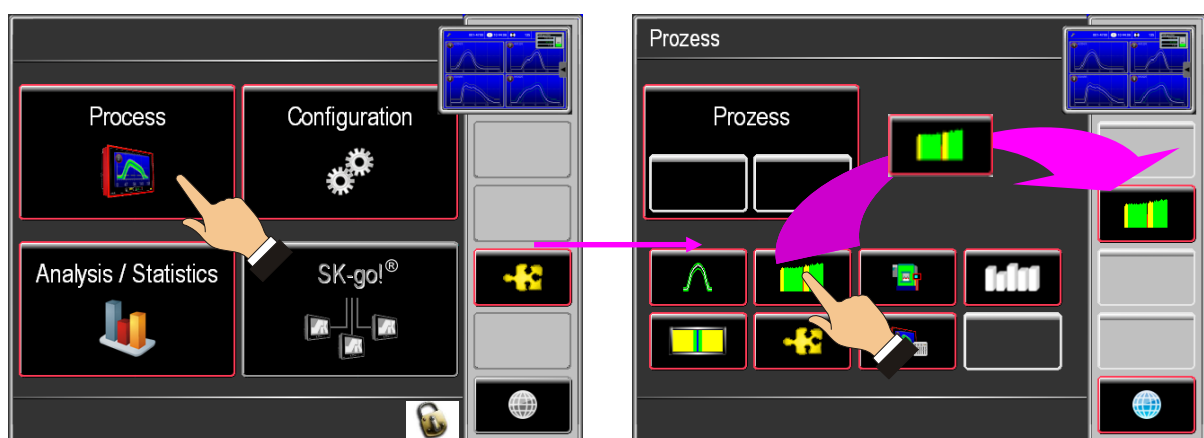 Process
Configuration
Analysis / Statistics
SK-go!®
Prozess
Prozess